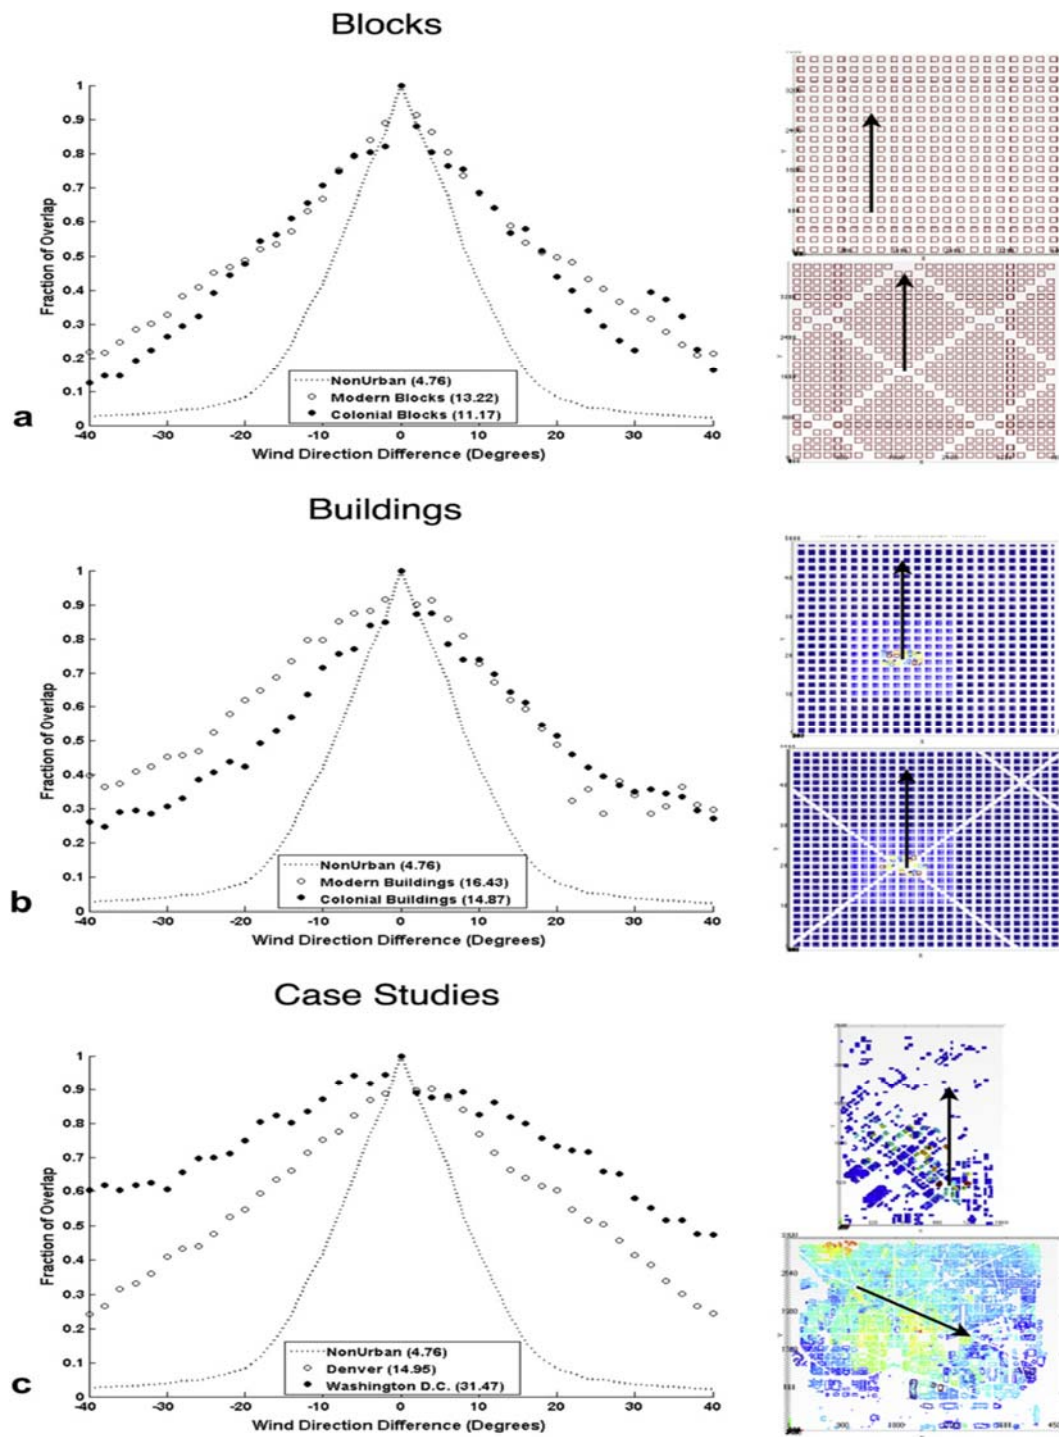 Blocks
1
0.9
0.8
0.7
0.6
0.5
0.4
0.3
0.2
0.1
0
Fraction of Overlap
-40 -30 -20 -10 0 10 20 30 40
Wind Direction Difference (Degrees)
NonUrban (4.76)
Modern Blocks (13.22)
Colonial Blocks (11.17)
a
Buildings
1
0.9
0.8
0.7
0.6
0.5
0.4
0.3
0.2
0.1
0
Fraction of Overlap
-40 -30 -20 -10 0 10 20 30 40
Wind Direction Difference (Degrees)
NonUrban (4.76)
Modern Buildings (16.43)
Colonial Buildings (14.87)
b
Case Studies
1
0.9
0.8
0.7
0.6
0.5
0.4
0.3
0.2
0.1
0
Fraction of Overlap
-40 -30 -20 -10 0 10 20 30 40
Wind Direction Difference (Degrees)
NonUrban (4.76)
Denver (14.95)
Washington D.C. (31.47)
c